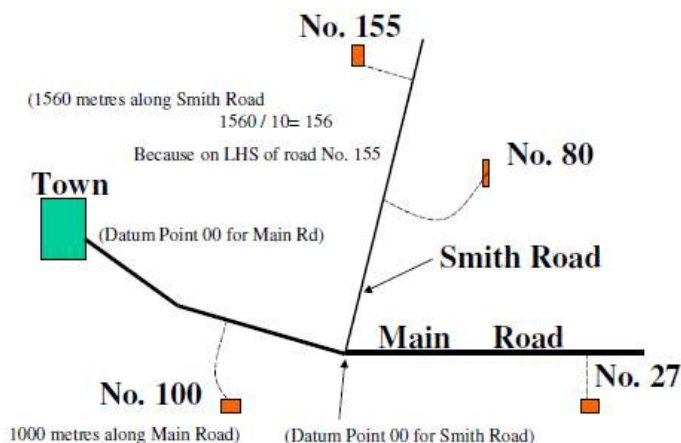 No. 155
(1560 metres along Smith Road
1560 / 10= 156
Because on LHS of road No. 155
No. 80
Town
(Datum Point 00 for Main Rd)
Smith Road
Main Road
No. 27
No. 100
1000 metres along Main Road)
(Datum Point 00 for Smith Road)